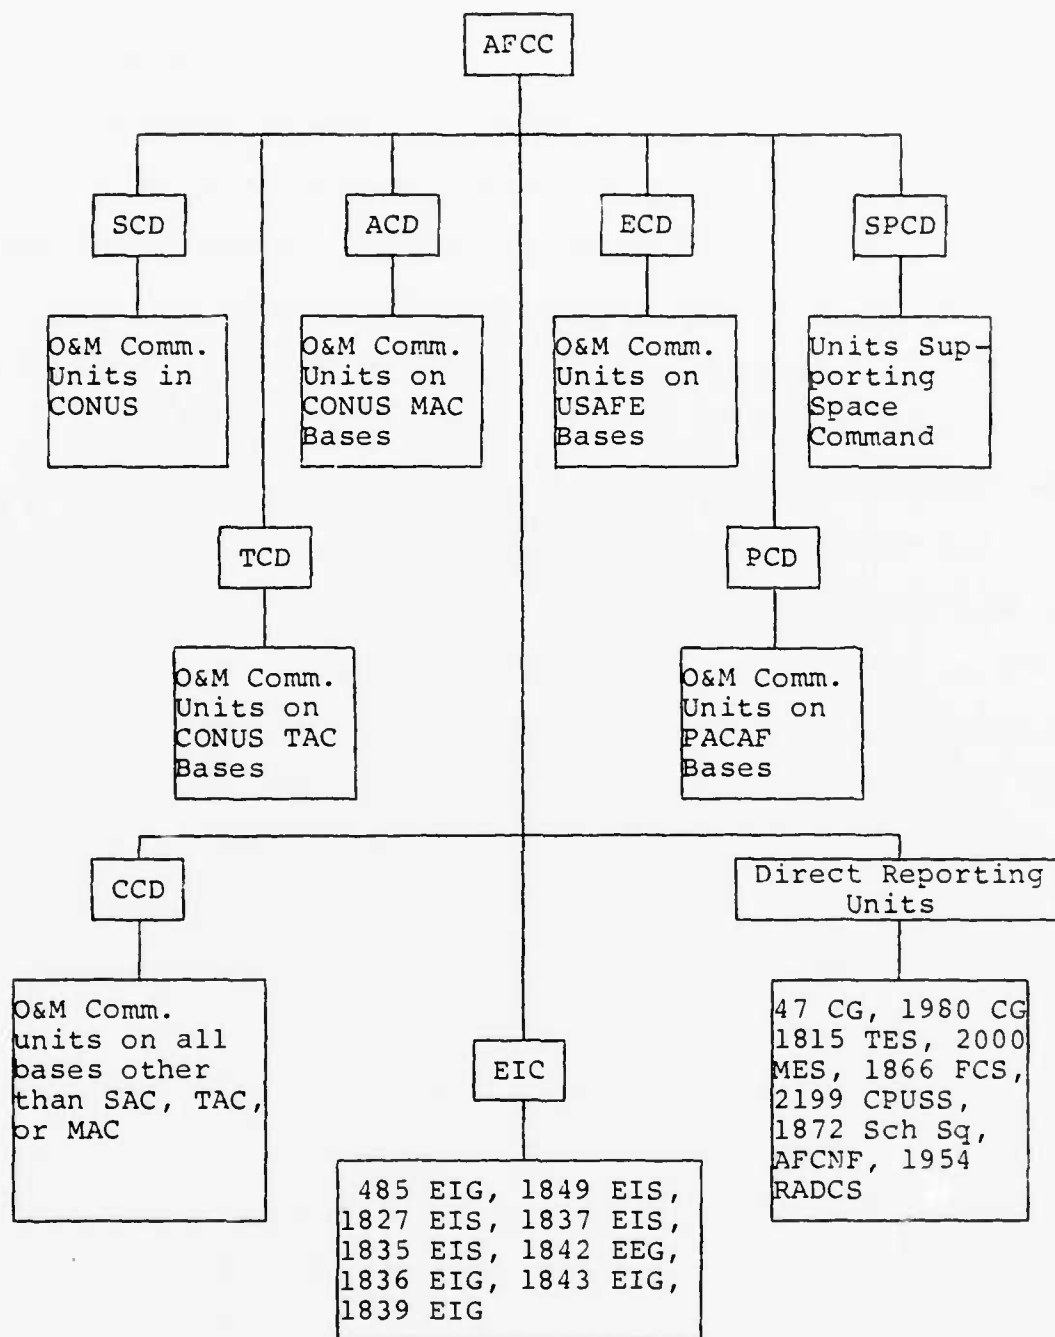 AFCC
SCD
ACD
ECD
SPCD
O&M Comm.
Units in
CONUS
O&M Comm.
Units on
CONUS MAC
Bases
O&M Comm.
Units on
USAFE
Bases
Units Sup-
porting
Space
Command
TCD
PCD
O&M Comm.
Units on
CONUS TAC
Bases
O&M Comm.
Units on
PACAF
Bases
CCD
Direct Reporting
Units
O&M Comm.
units on all
bases other
than SAC, TAC,
or MAC
EIC
47 CG, 1980 CG
1815 TES, 2000
MES, 1866 FCS,
2199 CPUSS,
1872 Sch Sq,
AFCNF, 1954
RADCS
485 EIG, 1849 EIS,
1827 EIS, 1837 EIS,
1835 EIS, 1842 EEG,
1836 EIG, 1843 EIG,
1839 EIG